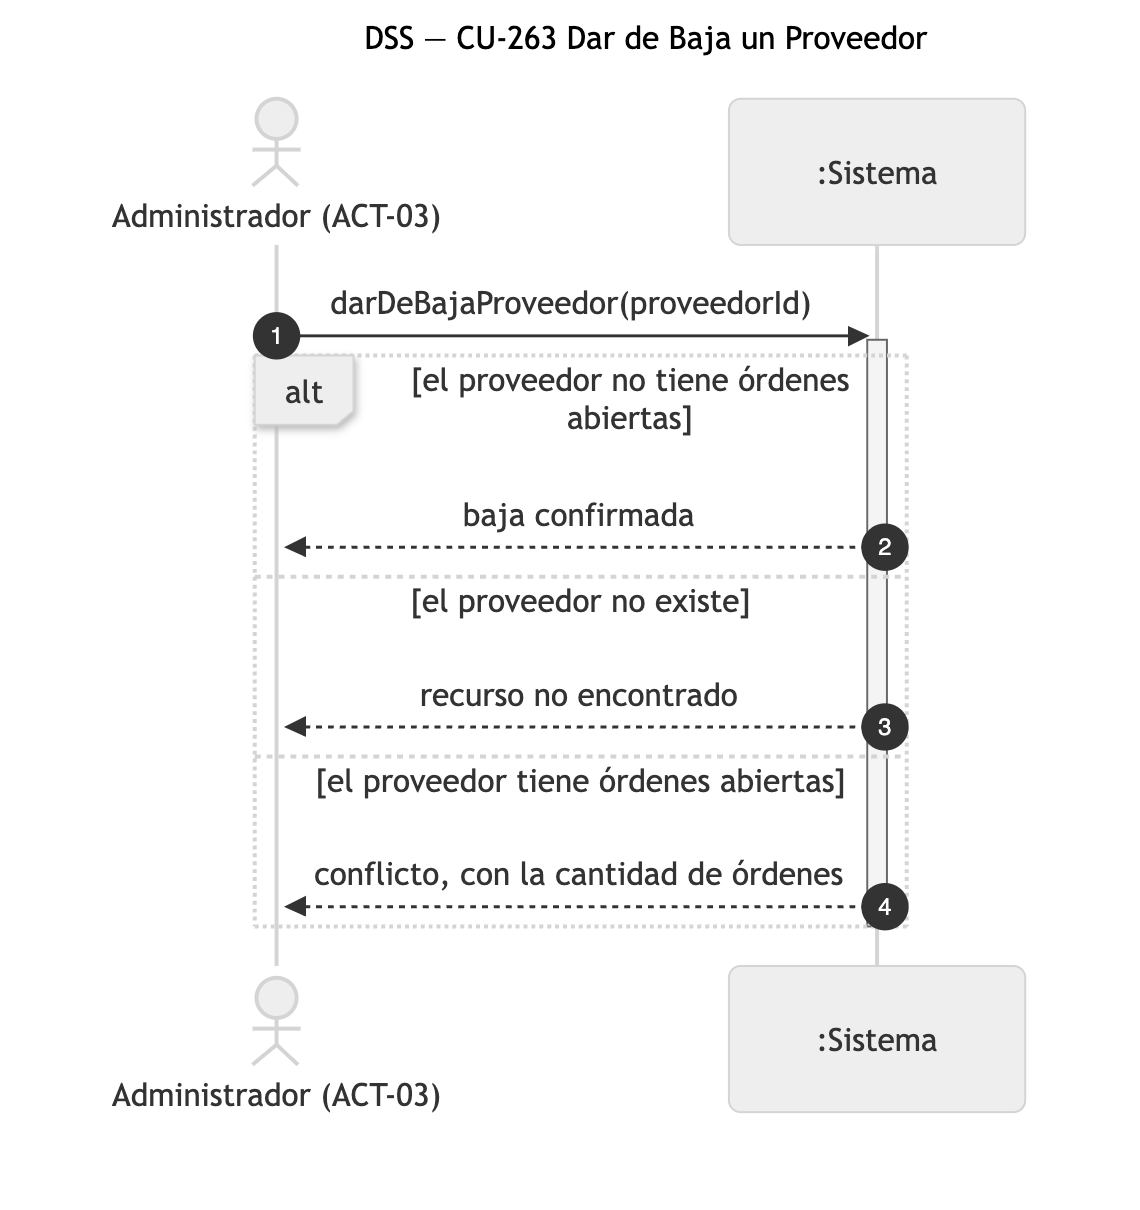 DSS — CU-263 Dar de Baja un Proveedor
:Sistema
Administrador (ACT-03)
darDeBajaProveedor(proveedorId)
1
alt
[el proveedor no tiene órdenes
abiertas]
baja confirmada
2
[el proveedor no existe]
recurso no encontrado
3
[el proveedor tiene órdenes abiertas]
conflicto, con la cantidad de órdenes
4
:Sistema
Administrador (ACT-03)